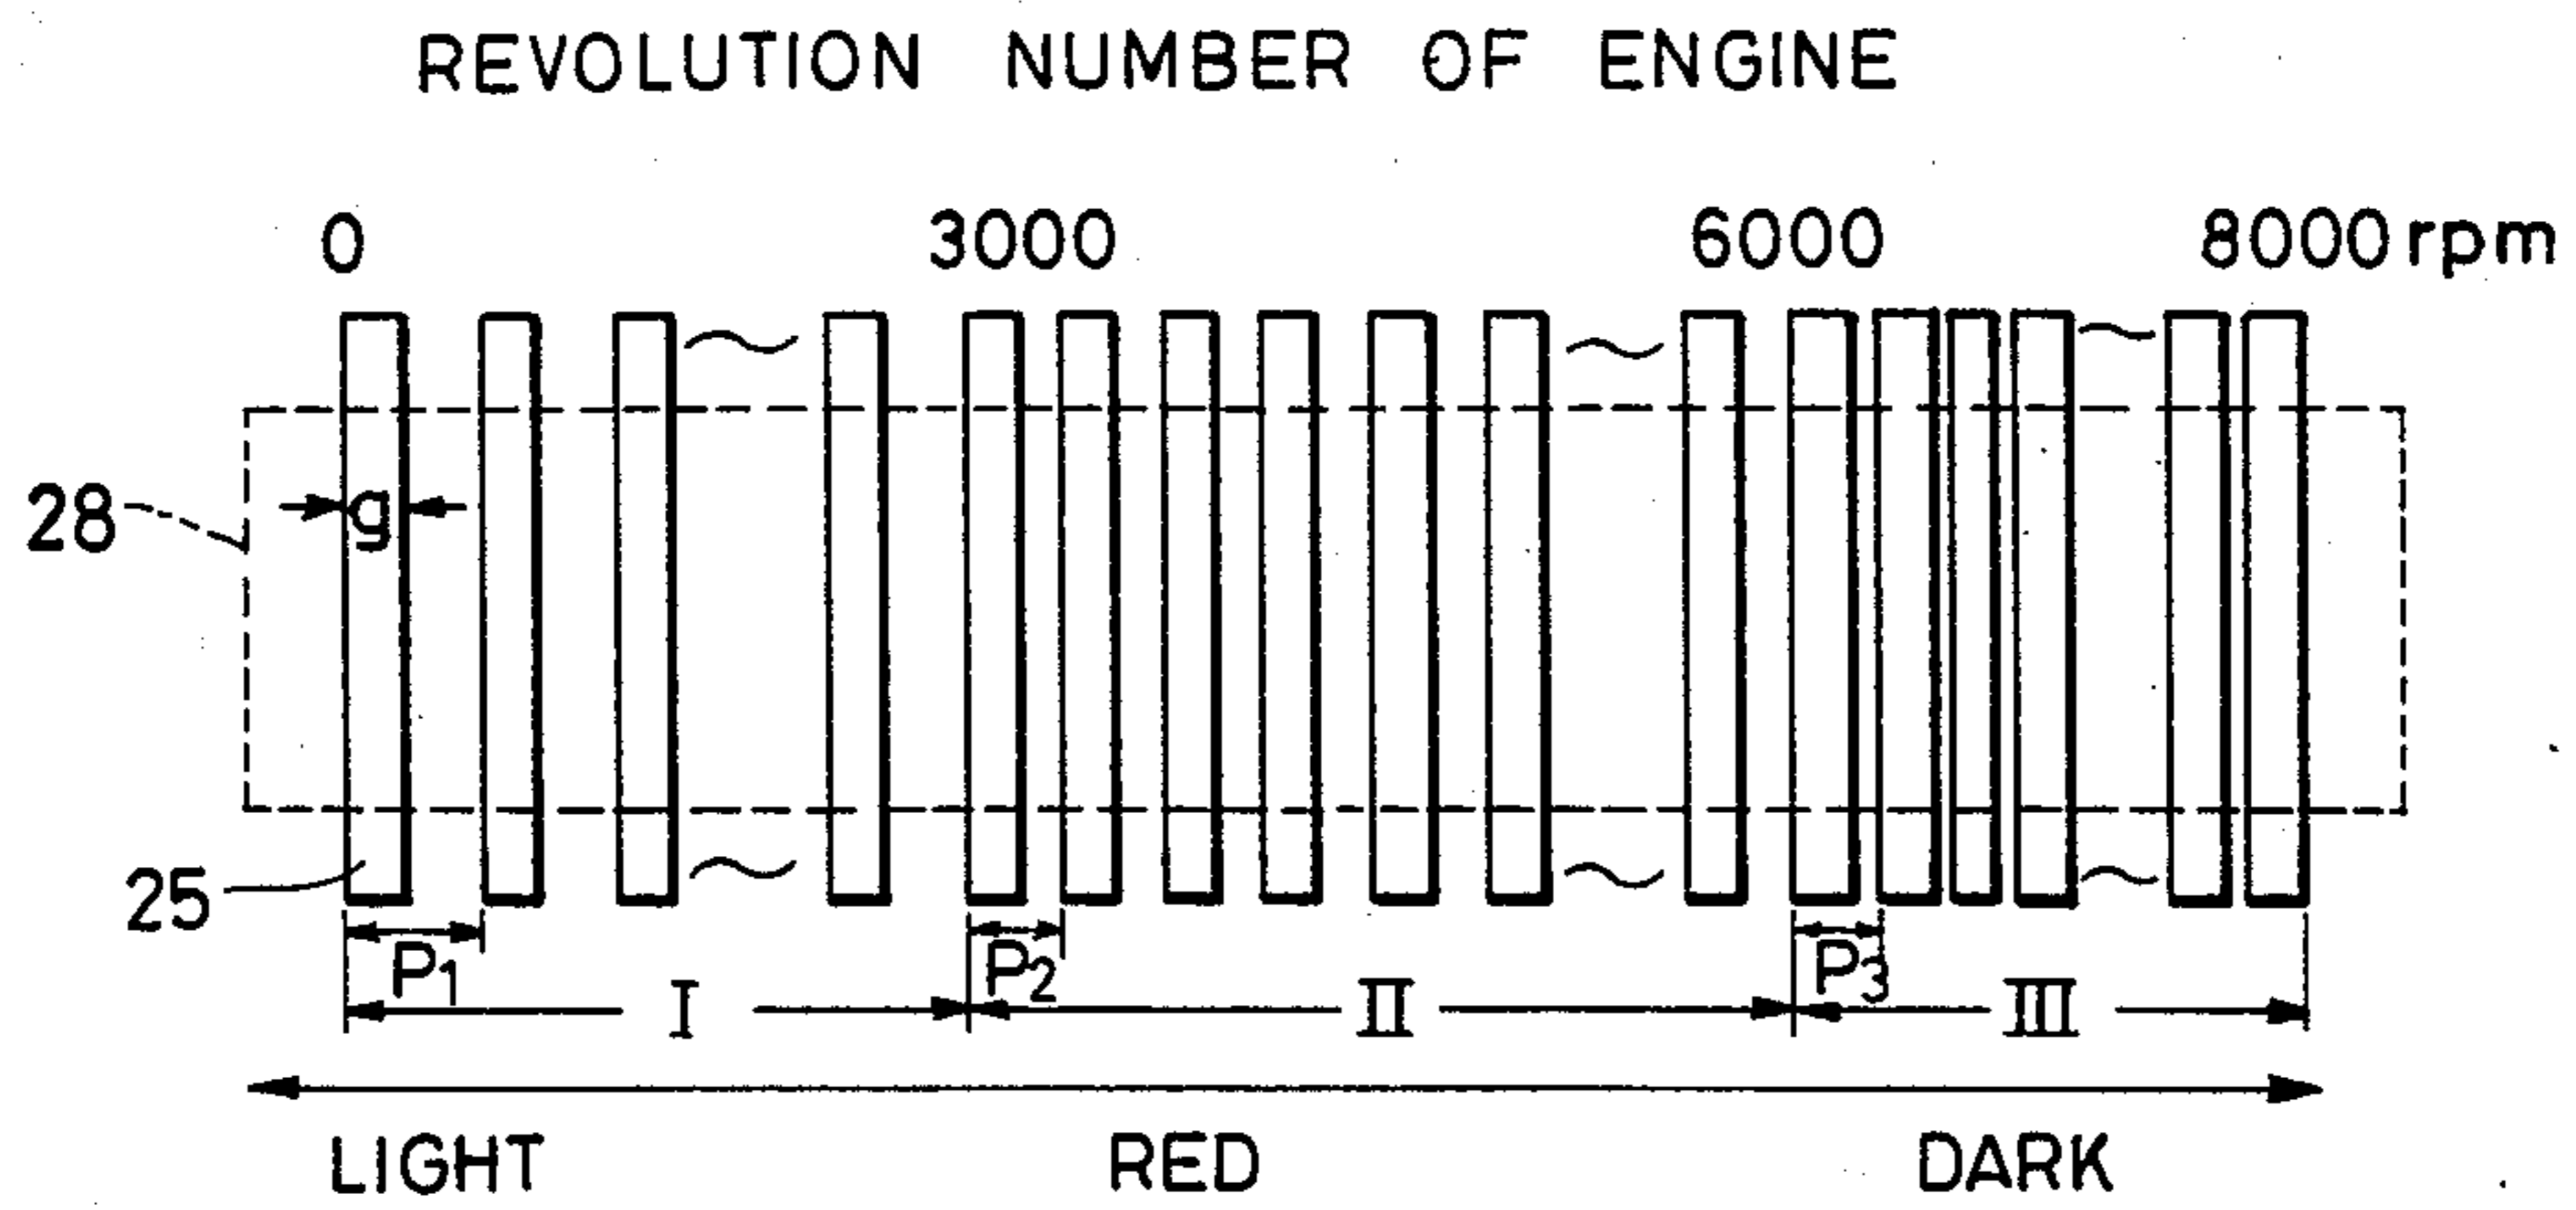 REVOLUTION NUMBER OF ENGINE
0 3000 6000 8000 rpm
28 g
25
P1 P2 P3
I II III
LIGHT RED DARK